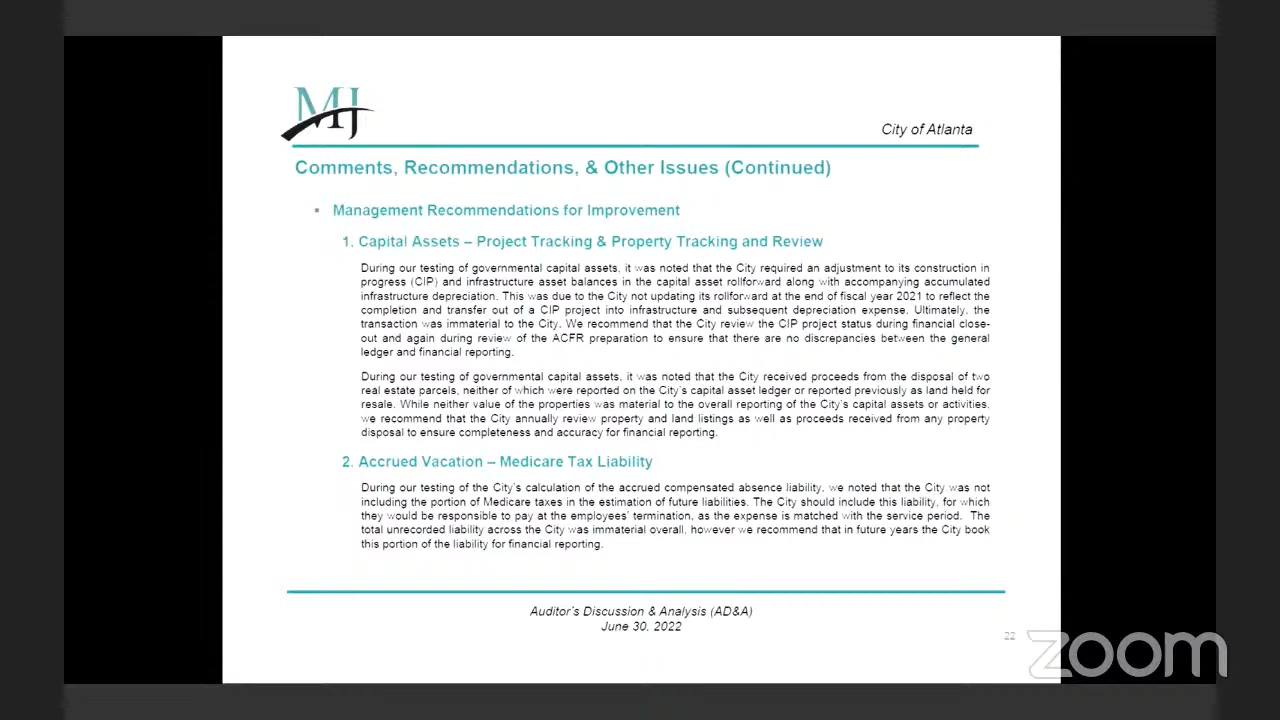 MJ
City of Atlanta
Comments, Recommendations, & Other Issues (Continued)
▪ Management Recommendations for Improvement
1. Capital Assets – Project Tracking & Property Tracking and Review
During our testing of governmental capital assets, it was noted that the City required an adjustment to its construction in
progress (CIP) and infrastructure asset balances in the capital asset rollforward along with accompanying accumulated
infrastructure depreciation. This was due to the City not updating its rollforward at the end of fiscal year 2021 to reflect the
completion and transfer out of a CIP project into infrastructure and subsequent depreciation expense. Ultimately, the
transaction was immaterial to the City. We recommend that the City review the CIP project status during financial close-
out and again during review of the ACFR preparation to ensure that there are no discrepancies between the general
ledger and financial reporting.
During our testing of governmental capital assets, it was noted that the City received proceeds from the disposal of two
real estate parcels, neither of which were reported on the City's capital asset ledger or reported previously as land held for
resale. While neither value of the properties was material to the overall reporting of the City's capital assets or activities,
we recommend that the City annually review property and land listings as well as proceeds received from any property
disposal to ensure completeness and accuracy for financial reporting.
2. Accrued Vacation – Medicare Tax Liability
During our testing of the City's calculation of the accrued compensated absence liability, we noted that the City was not
including the portion of Medicare taxes in the estimation of future liabilities. The City should include this liability, for which
they would be responsible to pay at the employees' termination, as the expense is matched with the service period. The
total unrecorded liability across the City was immaterial overall, however we recommend that in future years the City book
this portion of the liability for financial reporting.
Auditor's Discussion & Analysis (AD&A)
June 30, 2022
22
zoom